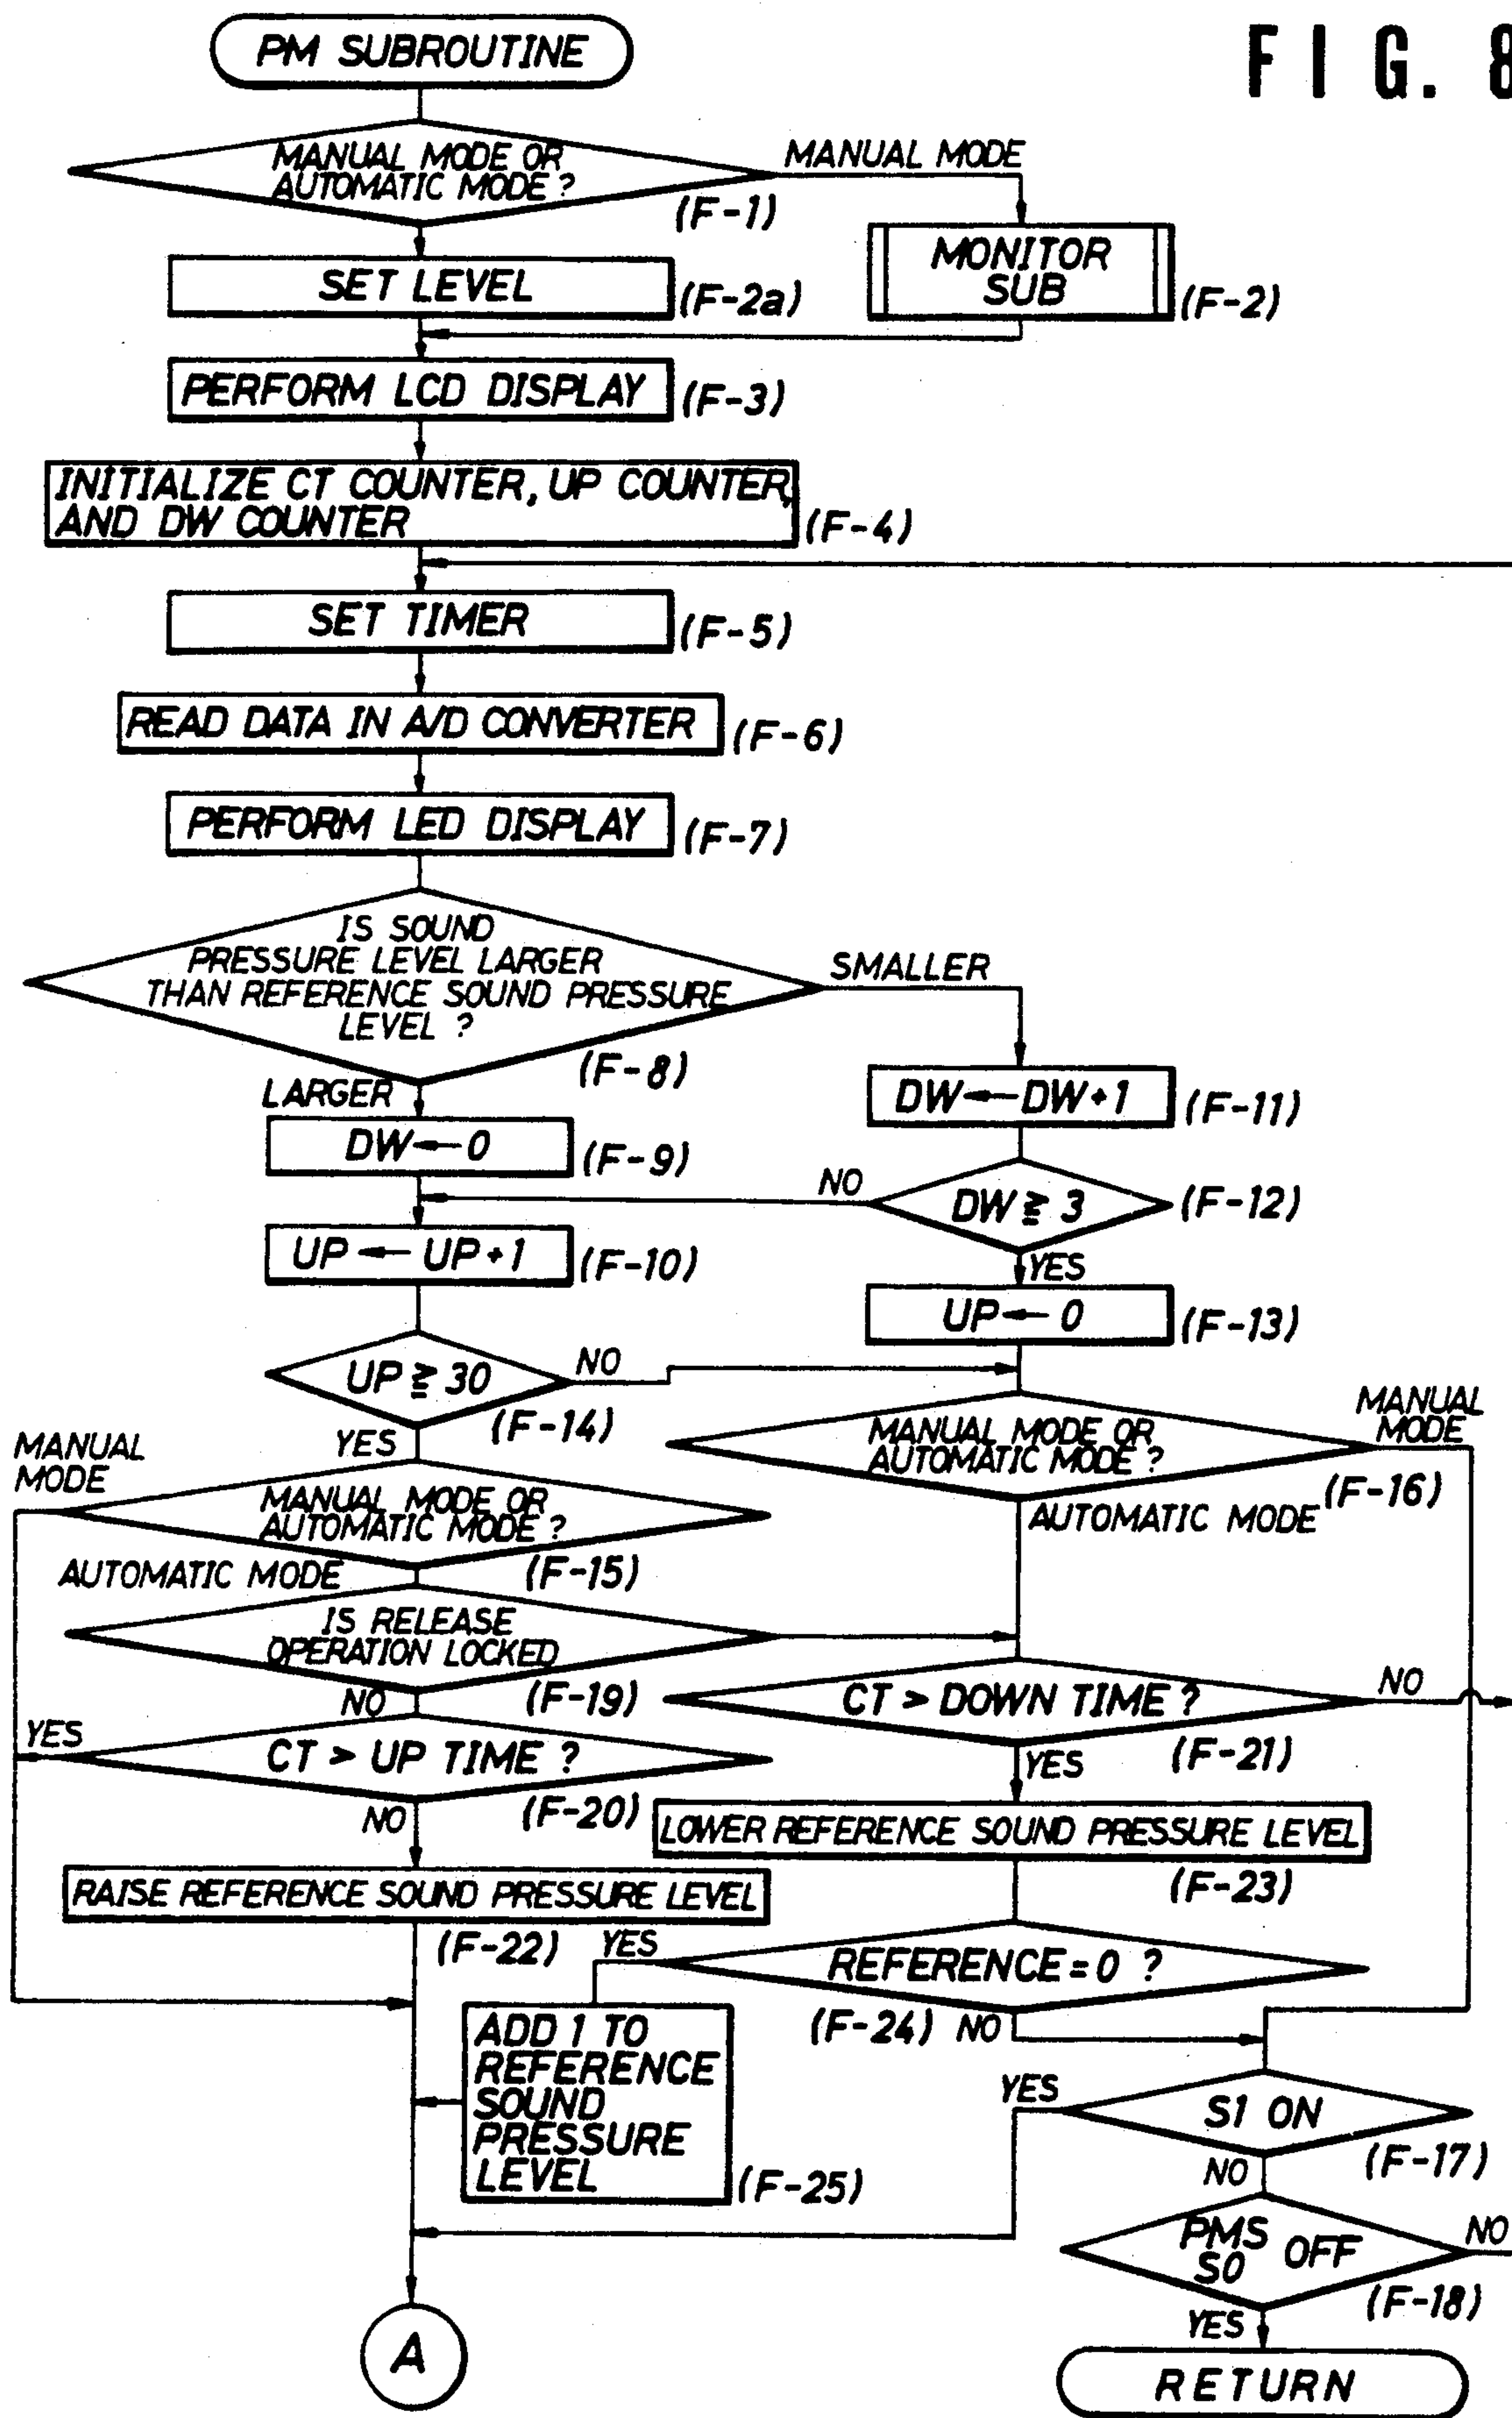 FIG. 8
PM SUBROUTINE
MANUAL MODE OR
AUTOMATIC MODE ?
(F-1)
MANUAL MODE
MONITOR
SUB
(F-2)
SET LEVEL
(F-2a)
PERFORM LCD DISPLAY
(F-3)
INITIALIZE CT COUNTER, UP COUNTER,
AND DW COUNTER
(F-4)
SET TIMER
(F-5)
READ DATA IN A/D CONVERTER
(F-6)
PERFORM LED DISPLAY
(F-7)
IS SOUND
PRESSURE LEVEL LARGER
THAN REFERENCE SOUND PRESSURE
LEVEL ?
(F-8)
SMALLER
LARGER
DW←0
(F-9)
DW←DW+1
(F-11)
NO
DW ≧ 3
(F-12)
YES
UP ← UP+1
(F-10)
UP← 0
(F-13)
UP ≧ 30
(F-14)
NO
YES
MANUAL MODE OR
AUTOMATIC MODE ?
(F-16)
MANUAL
MODE
AUTOMATIC MODE
MANUAL
MODE
MANUAL MODE OR
AUTOMATIC MODE ?
(F-15)
AUTOMATIC MODE
IS RELEASE
OPERATION LOCKED
(F-19)
NO
CT > DOWN TIME ?
(F-21)
NO
YES
YES
CT > UP TIME ?
(F-20)
NO
LOWER REFERENCE SOUND PRESSURE LEVEL
(F-23)
RAISE REFERENCE SOUND PRESSURE LEVEL
(F-22)
YES
REFERENCE = 0 ?
(F-24)
NO
ADD 1 TO
REFERENCE
SOUND
PRESSURE
LEVEL
(F-25)
YES
S1 ON
(F-17)
NO
PMS
S0
OFF
(F-18)
NO
YES
A
RETURN